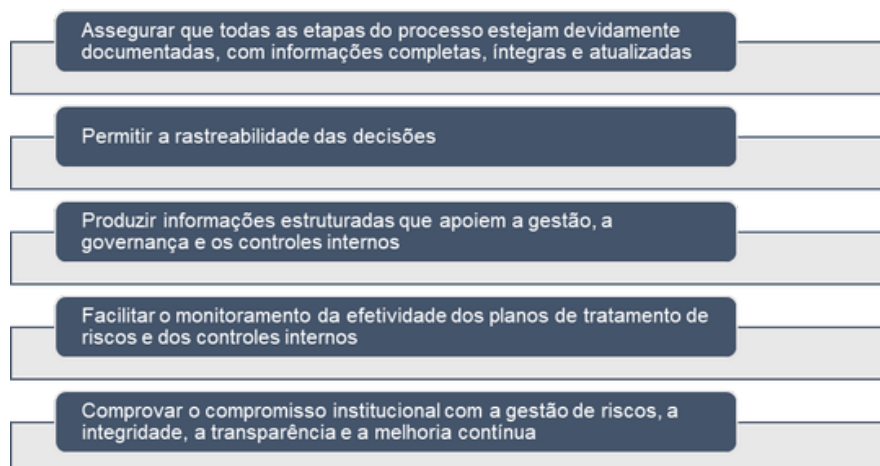 Assegurar que todas as etapas do processo estejam devidamente
documentadas, com informações completas, íntegras e atualizadas
Permitir a rastreabilidade das decisões
Produzir informações estruturadas que apoiem a gestão, a
governança e os controles internos
Facilitar o monitoramento da efetividade dos planos de tratamento de
riscos e dos controles internos
Comprovar o compromisso institucional com a gestão de riscos, a
integridade, a transparência e a melhoria contínua